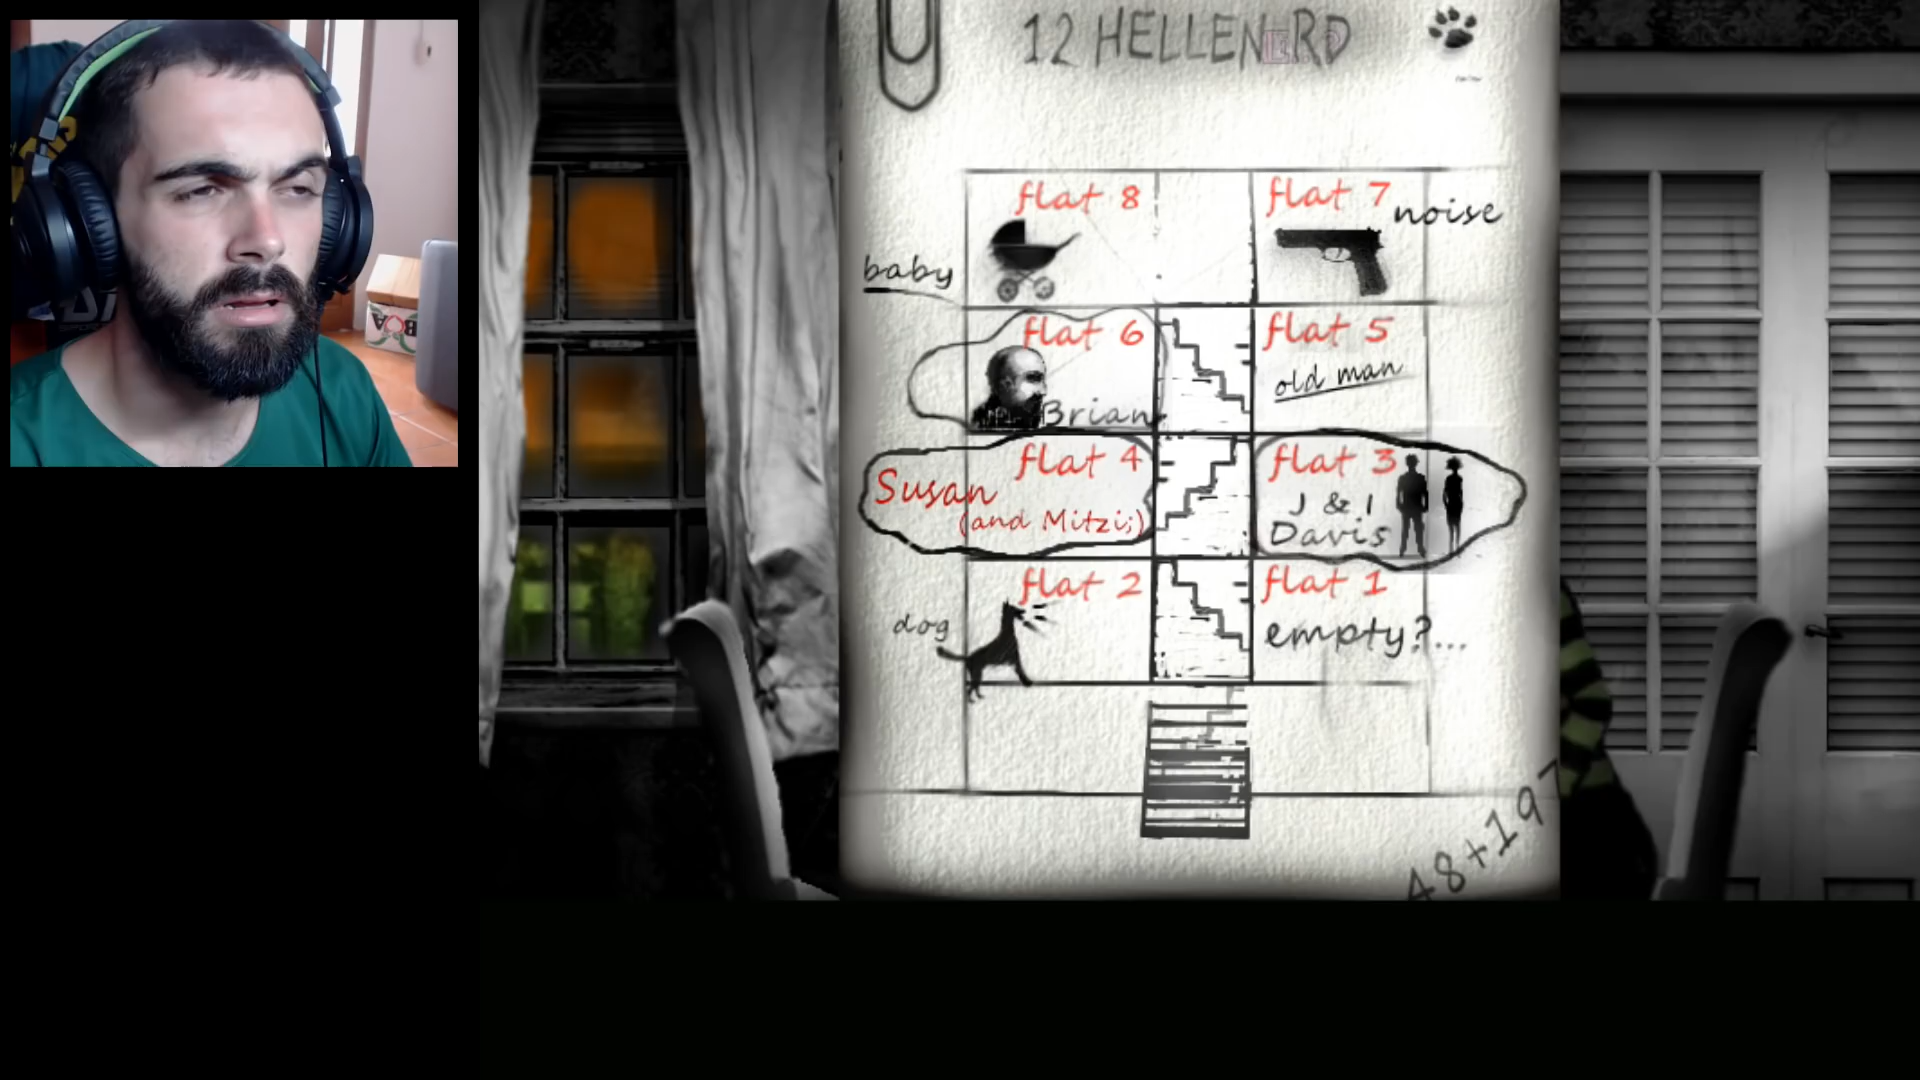 12 HELLEN RD
flat 8
flat 7
noise
baby
flat 6
flat 5
Brian
old man
flat 4
flat 3
Susan
(and Mitzi;)
J & I
Davis
flat 2
flat 1
dog
empty?...
48+197